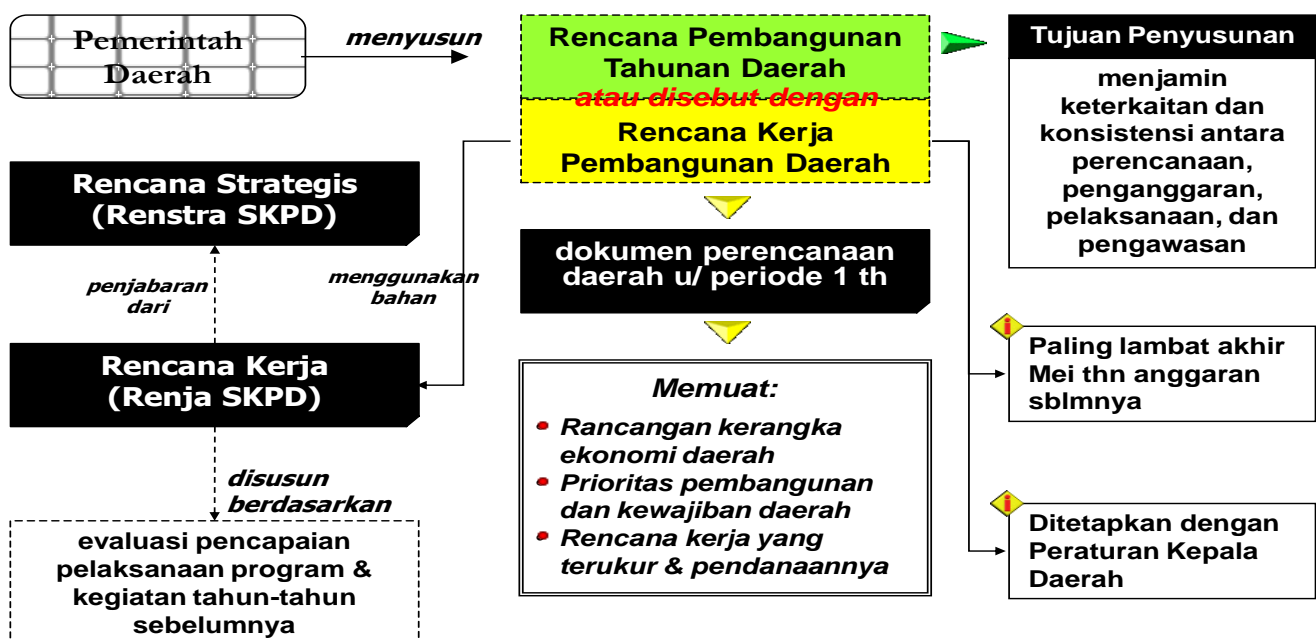 Pemerintah
Daerah
menyusun
Rencana Pembangunan
Tahunan Daerah
atau disebut dengan
Rencana Kerja
Pembangunan Daerah
Tujuan Penyusunan
menjamin
keterkaitan dan
konsistensi antara
perencanaan,
penganggaran,
pelaksanaan, dan
pengawasan
Rencana Strategis
(Renstra SKPD)
penjabaran
dari
menggunakan
bahan
dokumen perencanaan
daerah u/ periode 1 th
Rencana Kerja
(Renja SKPD)
disusun
berdasarkan
evaluasi pencapaian
pelaksanaan program &
kegiatan tahun-tahun
sebelumnya
Memuat:
Rancangan kerangka
ekonomi daerah
Prioritas pembangunan
dan kewajiban daerah
Rencana kerja yang
terukur & pendanaannya
i
Paling lambat akhir
Mei thn anggaran
sblmnya
i
Ditetapkan dengan
Peraturan Kepala
Daerah